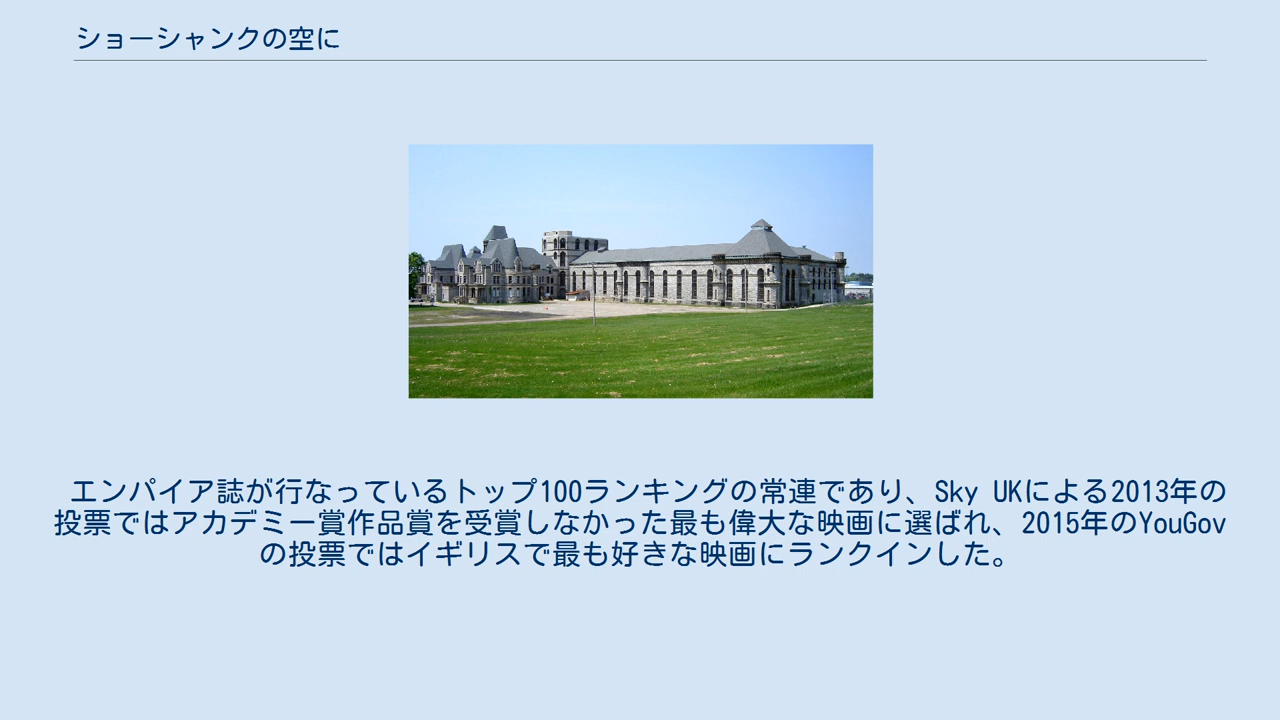 ショーシャンクの空に
エンパイア誌が行なっているトップ100ランキングの常連であり、Sky UKによる2013年の
投票ではアカデミー賞作品賞を受賞しなかった最も偉大な映画に選ばれ、2015年のYouGov
の投票ではイギリスで最も好きな映画にランクインした。